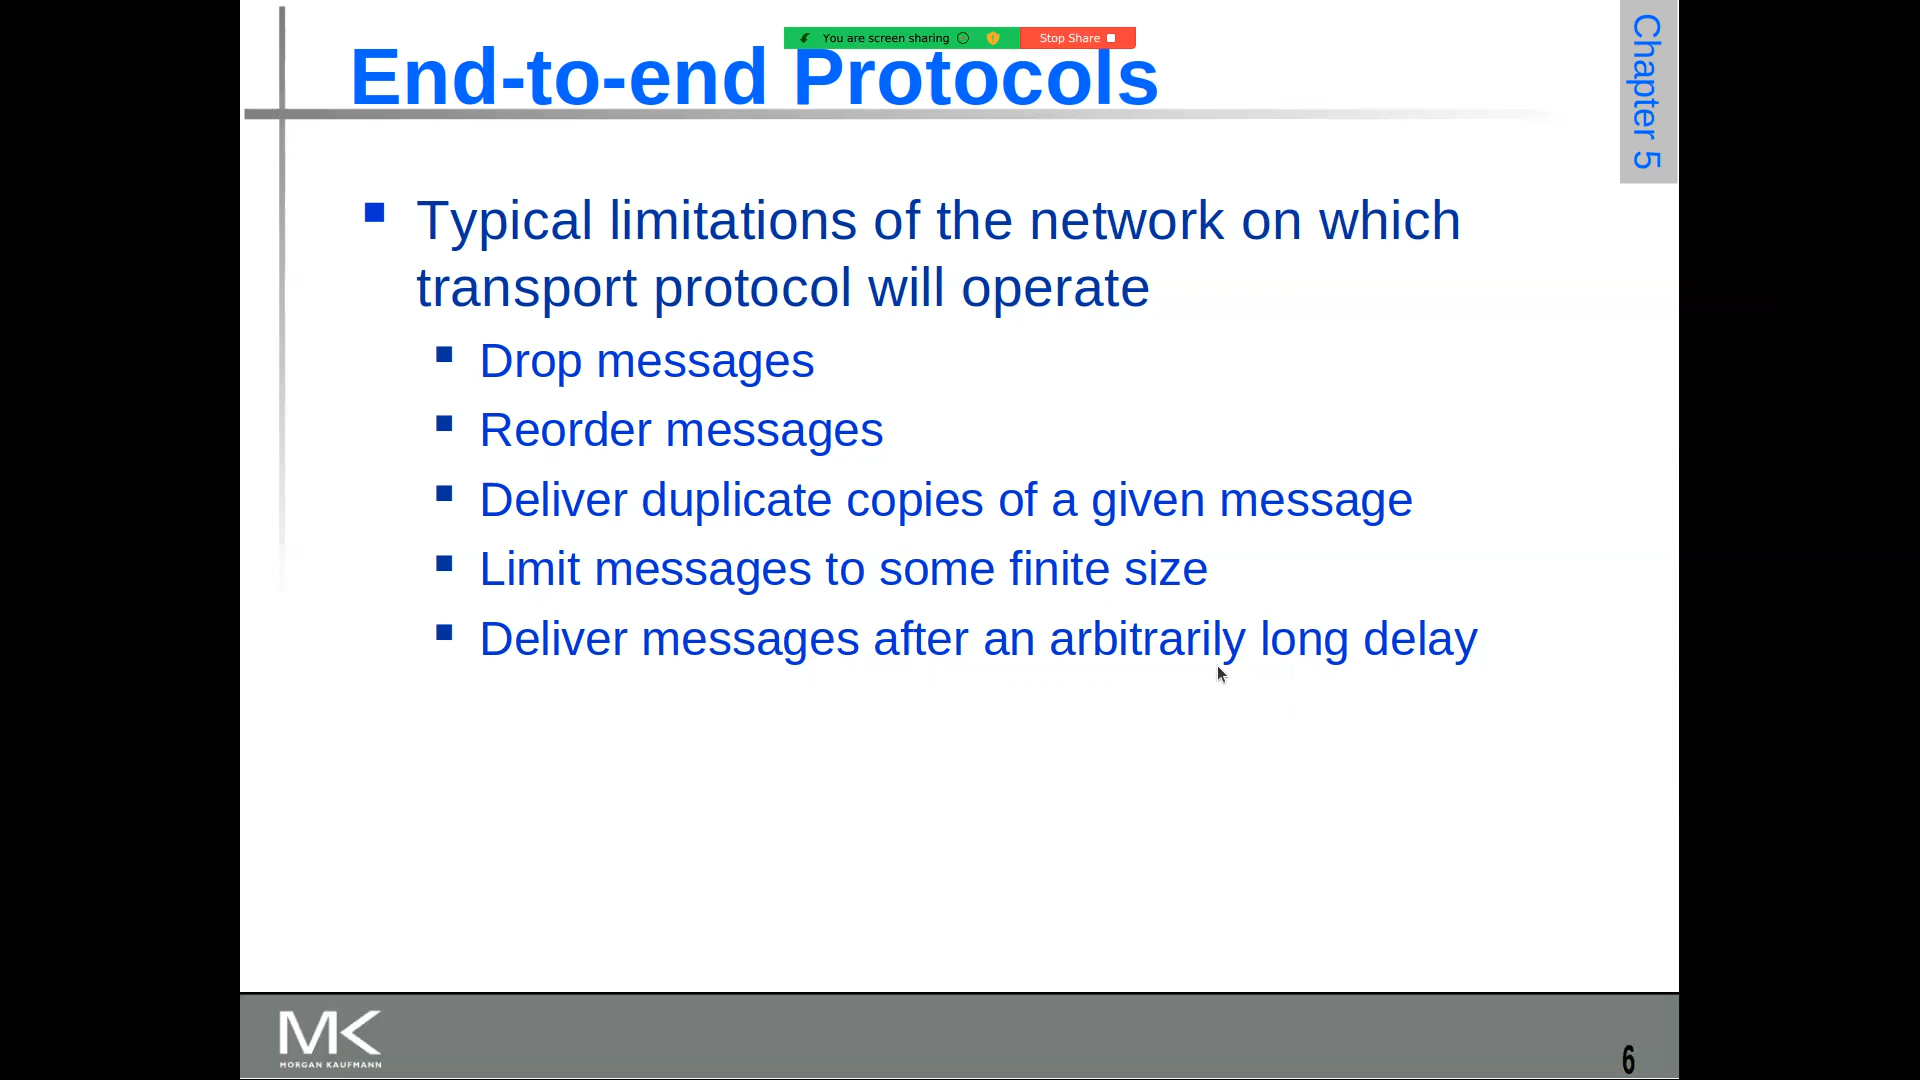 You are screen sharing
Stop Share
End-to-end Protocols
Chapter 5
Typical limitations of the network on which
transport protocol will operate
Drop messages
Reorder messages
Deliver duplicate copies of a given message
Limit messages to some finite size
Deliver messages after an arbitrarily long delay
MK
MORGAN KAUFMANN
6